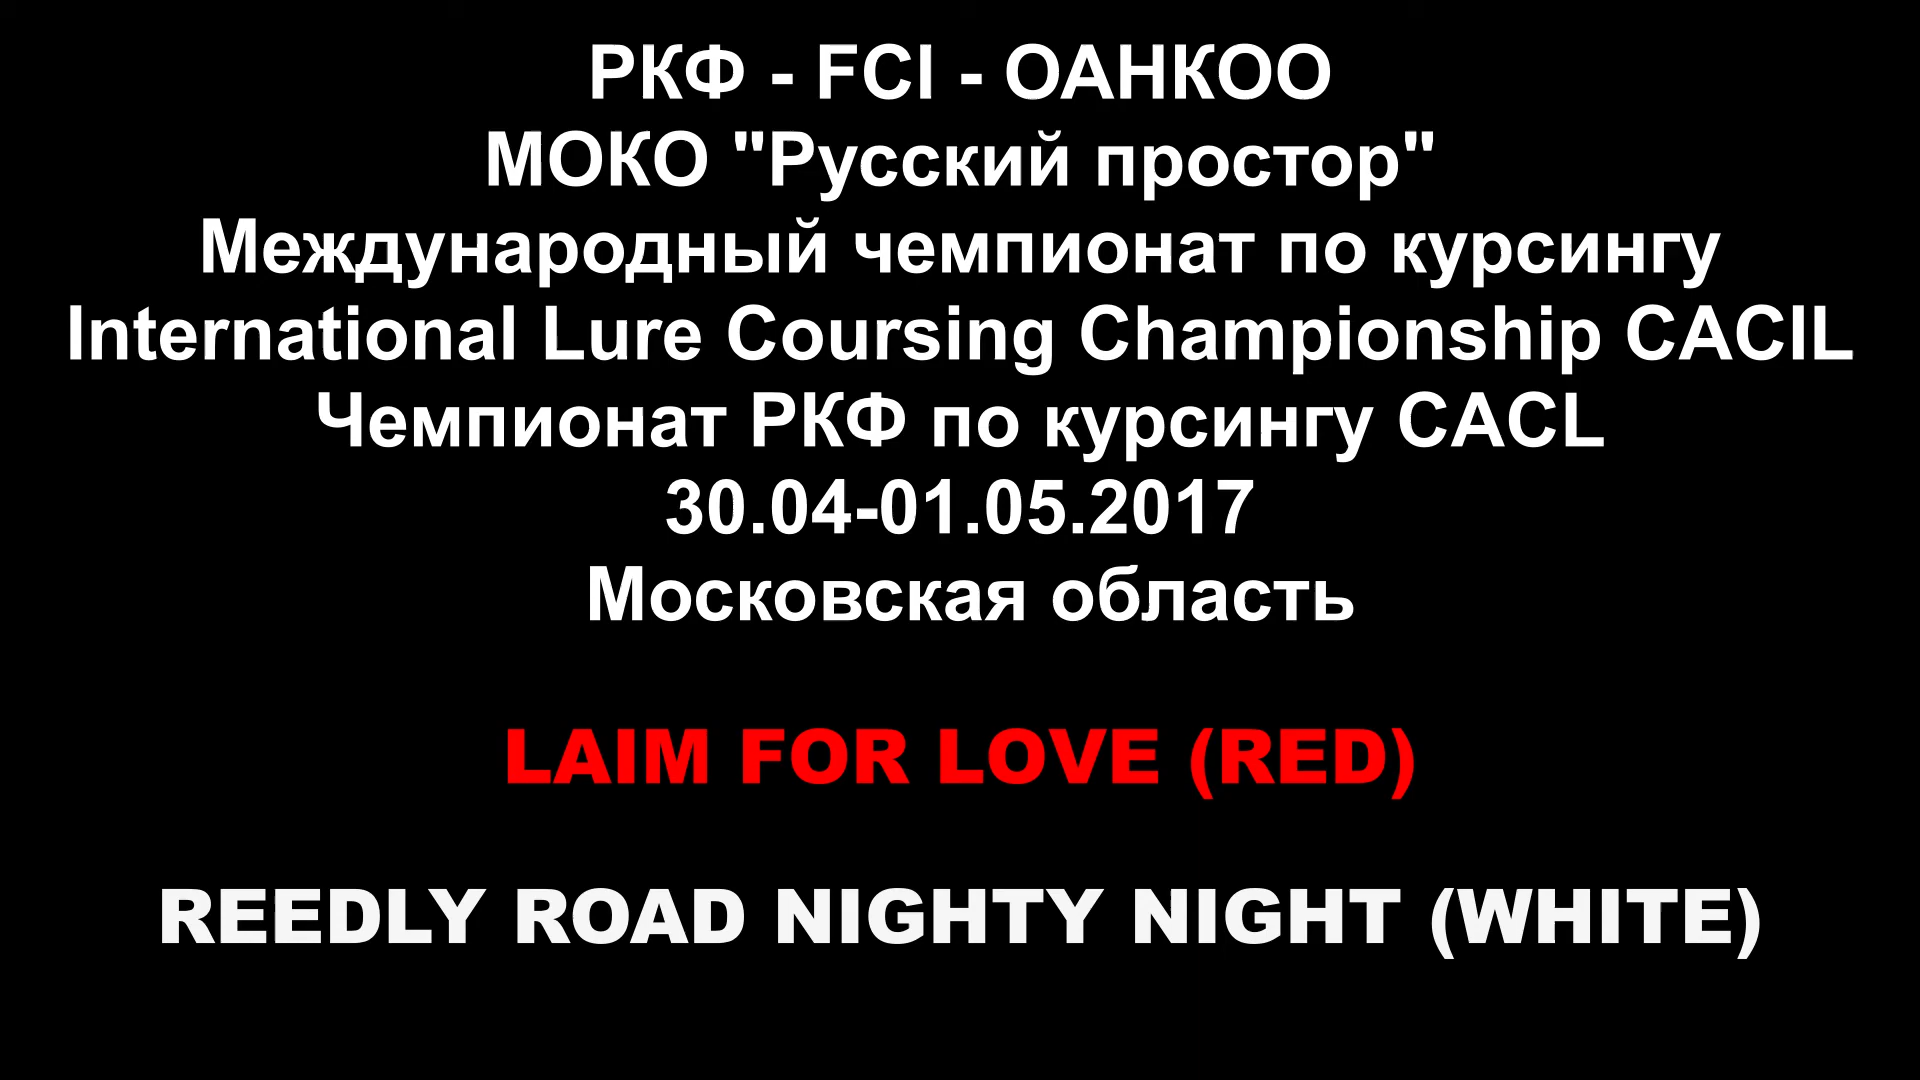 РКФ - FCI - ОАНКОО
МОКО "Русский простор"
Международный чемпионат по курсингу
International Lure Coursing Championship CACIL
Чемпионат РКФ по курсингу CACL
30.04-01.05.2017
Московская область
LAIM FOR LOVE (RED)
REEDLY ROAD NIGHTY NIGHT (WHITE)